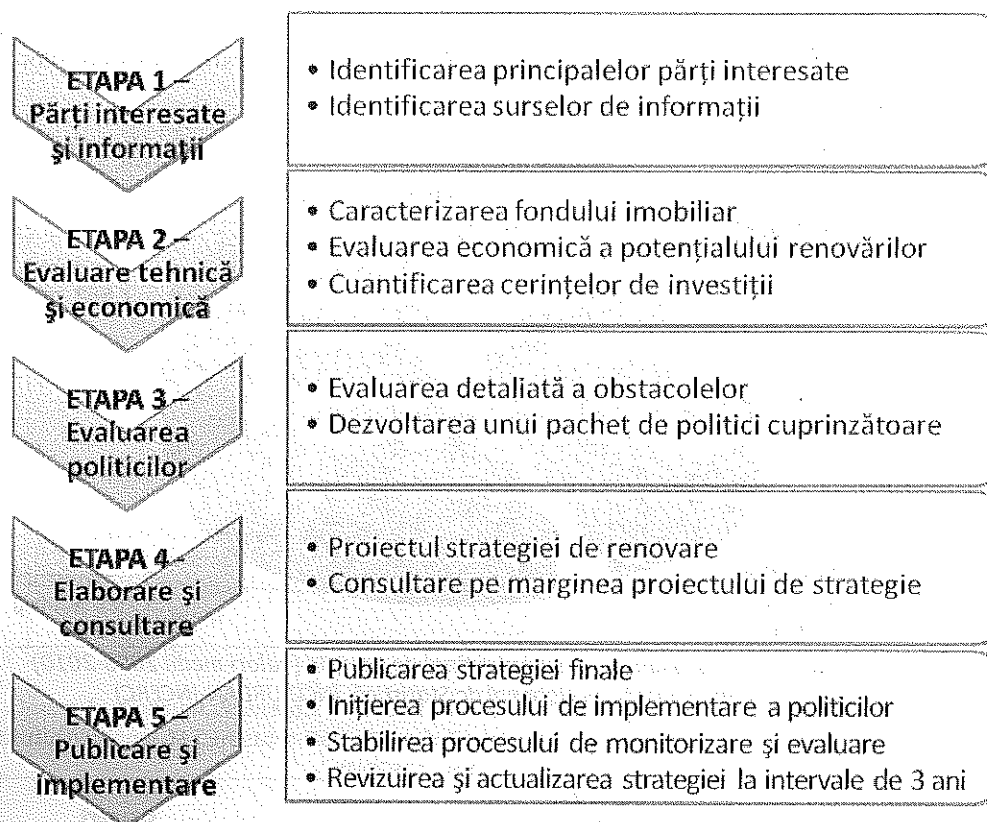 ETAPA 1 –
Părți interesate
și informații
• Identificarea principalelor părți interesate
• Identificarea surselor de informații
ETAPA 2 –
Evaluare tehnică
și economică
• Caracterizarea fondului imobiliar
• Evaluarea economică a potențialului renovărilor
• Cuantificarea cerințelor de investiții
ETAPA 3 –
Evaluarea
politicilor
• Evaluarea detaliată a obstacolelor
• Dezvoltarea unui pachet de politici cuprinzătoare
ETAPA 4 -
Elaborare și
consultare
• Proiectul strategiei de renovare
• Consultare pe marginea proiectului de strategie
ETAPA 5 –
Publicare și
implementare
• Publicarea strategiei finale
• Inițierea procesului de implementare a politicilor
• Stabilirea procesului de monitorizare și evaluare
• Revizuirea și actualizarea strategiei la intervale de 3 ani